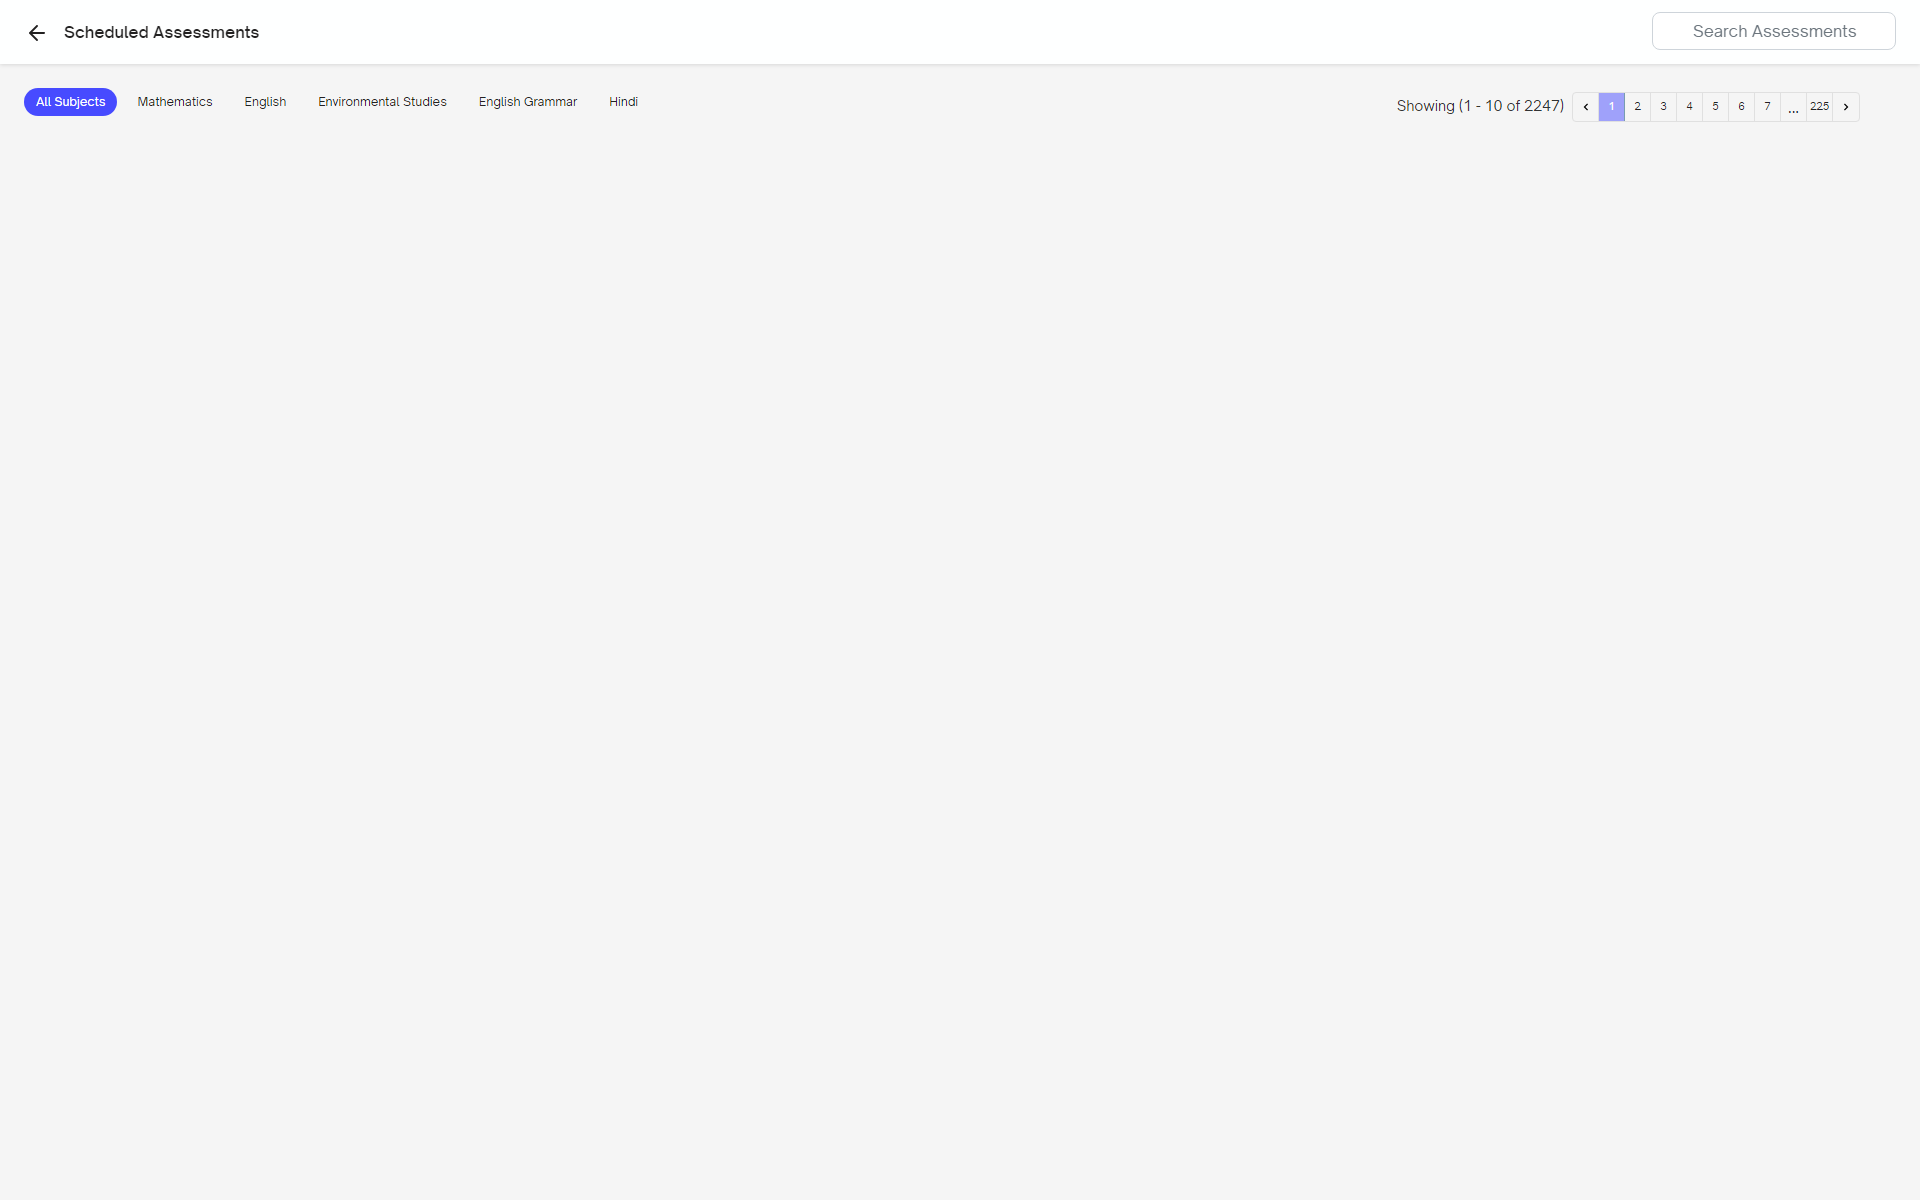 Scheduled Assessments
Search Assessments
All Subjects Mathematics English Environmental Studies English Grammar Hindi
Showing (1 - 10 of 2247) ‹ 1 2 3 4 5 6 7 ... 225 ›